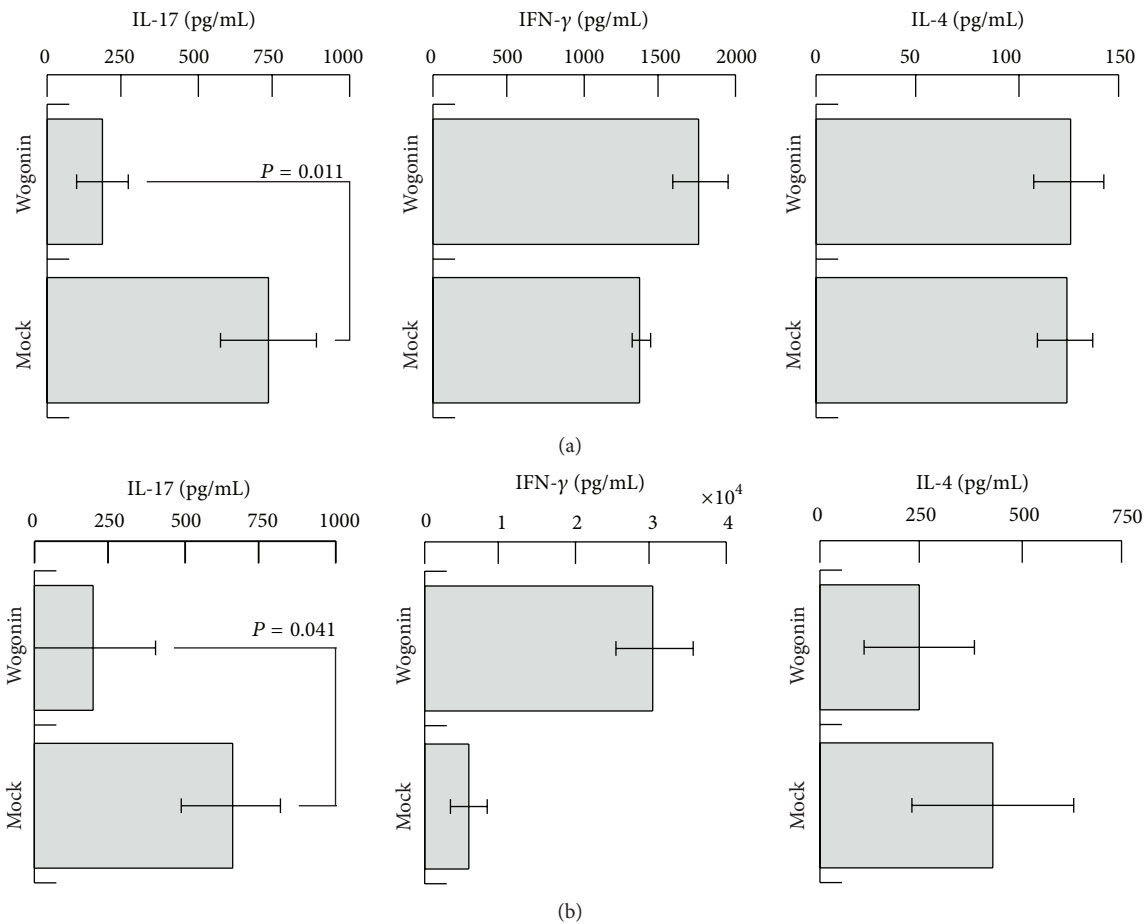 IL-17 (pg/mL)
0 250 500 750 1000
Wogonin
Mock
P = 0.011
IFN-γ (pg/mL)
0 500 1000 1500 2000
Wogonin
Mock
IL-4 (pg/mL)
0 50 100 150
Wogonin
Mock
(a)
IL-17 (pg/mL)
0 250 500 750 1000
Wogonin
Mock
P = 0.041
IFN-γ (pg/mL)
×10⁴
0 1 2 3 4
Wogonin
Mock
IL-4 (pg/mL)
0 250 500 750
Wogonin
Mock
(b)